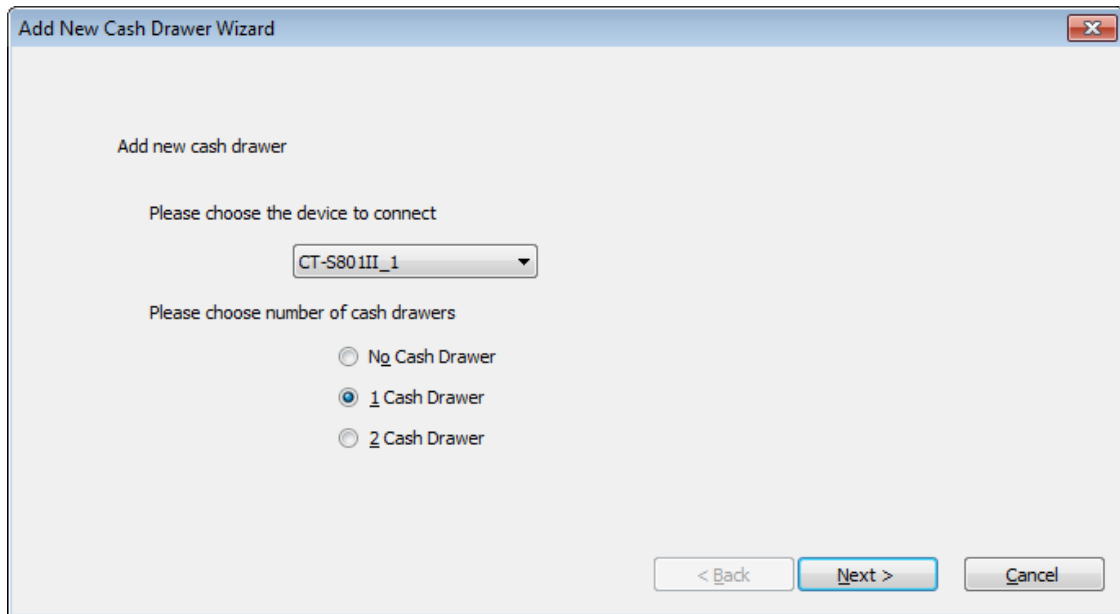 Add New Cash Drawer Wizard
Add new cash drawer
Please choose the device to connect
CT-S801II_1
Please choose number of cash drawers
No Cash Drawer
1 Cash Drawer
2 Cash Drawer
< Back Next > Cancel